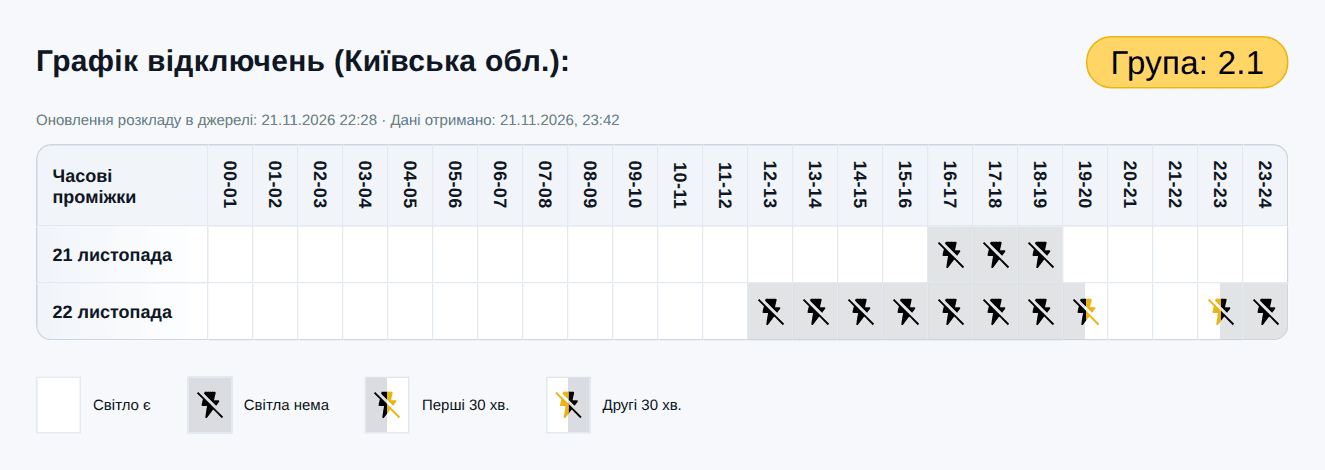 Графік відключень (Київська обл.):
Група: 2.1
Оновлення розкладу в джерелі: 21.11.2026 22:28 · Дані отримано: 21.11.2026, 23:42
Часові
проміжки
00-01
01-02
02-03
03-04
04-05
05-06
06-07
07-08
08-09
09-10
10-11
11-12
12-13
13-14
14-15
15-16
16-17
17-18
18-19
19-20
20-21
21-22
22-23
23-24
21 листопада
22 листопада
Світло є
Світла нема
Перші 30 хв.
Другі 30 хв.